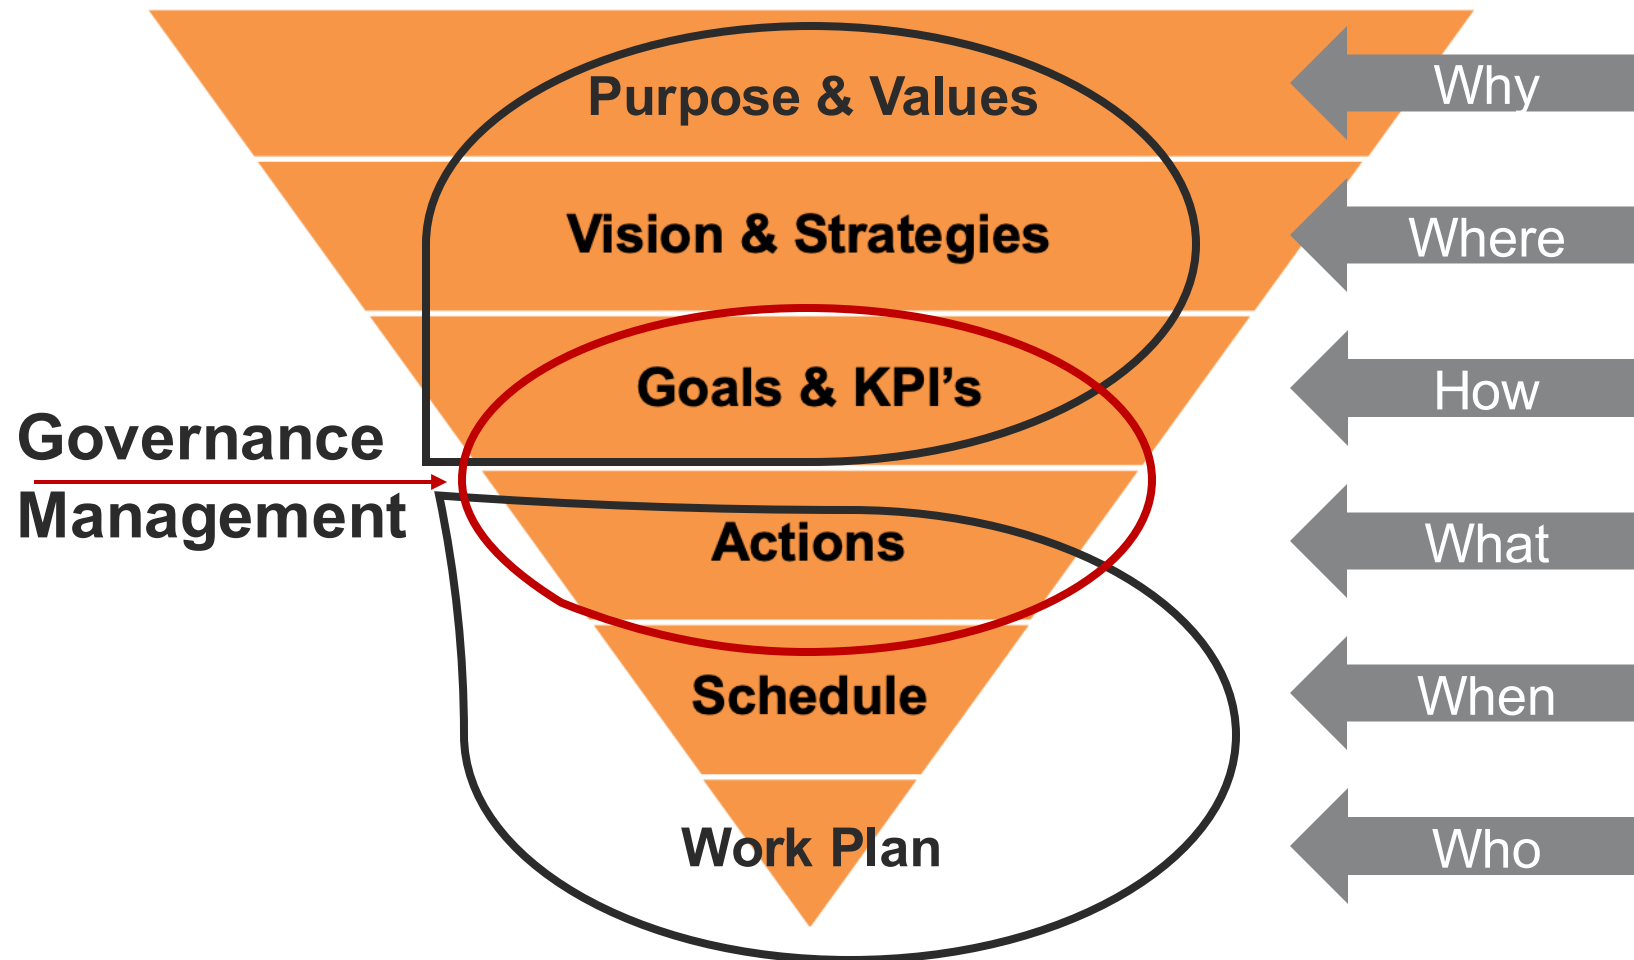 Purpose & Values
Why
Vision & Strategies
Where
Goals & KPI’s
How
Governance
Management
Actions
What
Schedule
When
Work Plan
Who